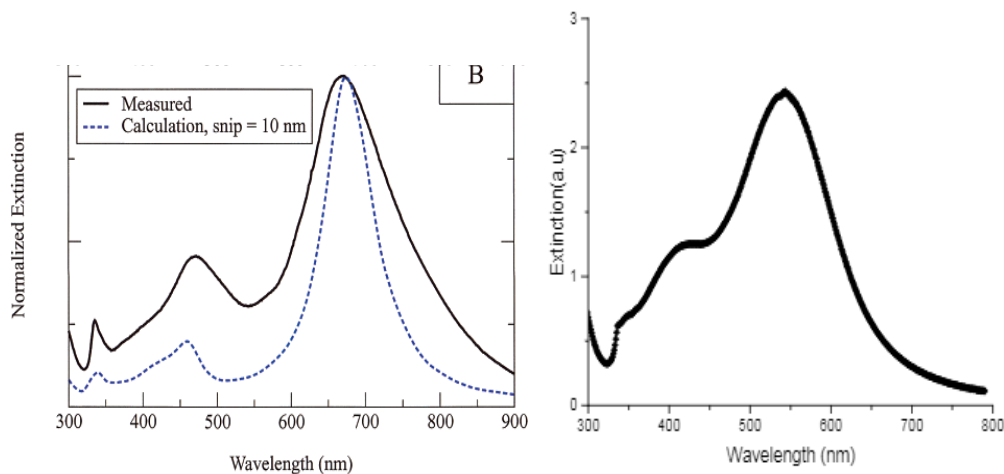 B
Measured
Calculation, snip = 10 nm
Normalized Extinction
300 400 500 600 700 800 900
Wavelength (nm)
3
2
1
0
Extinction(a.u)
300 400 500 600 700 800
Wavelength (nm)